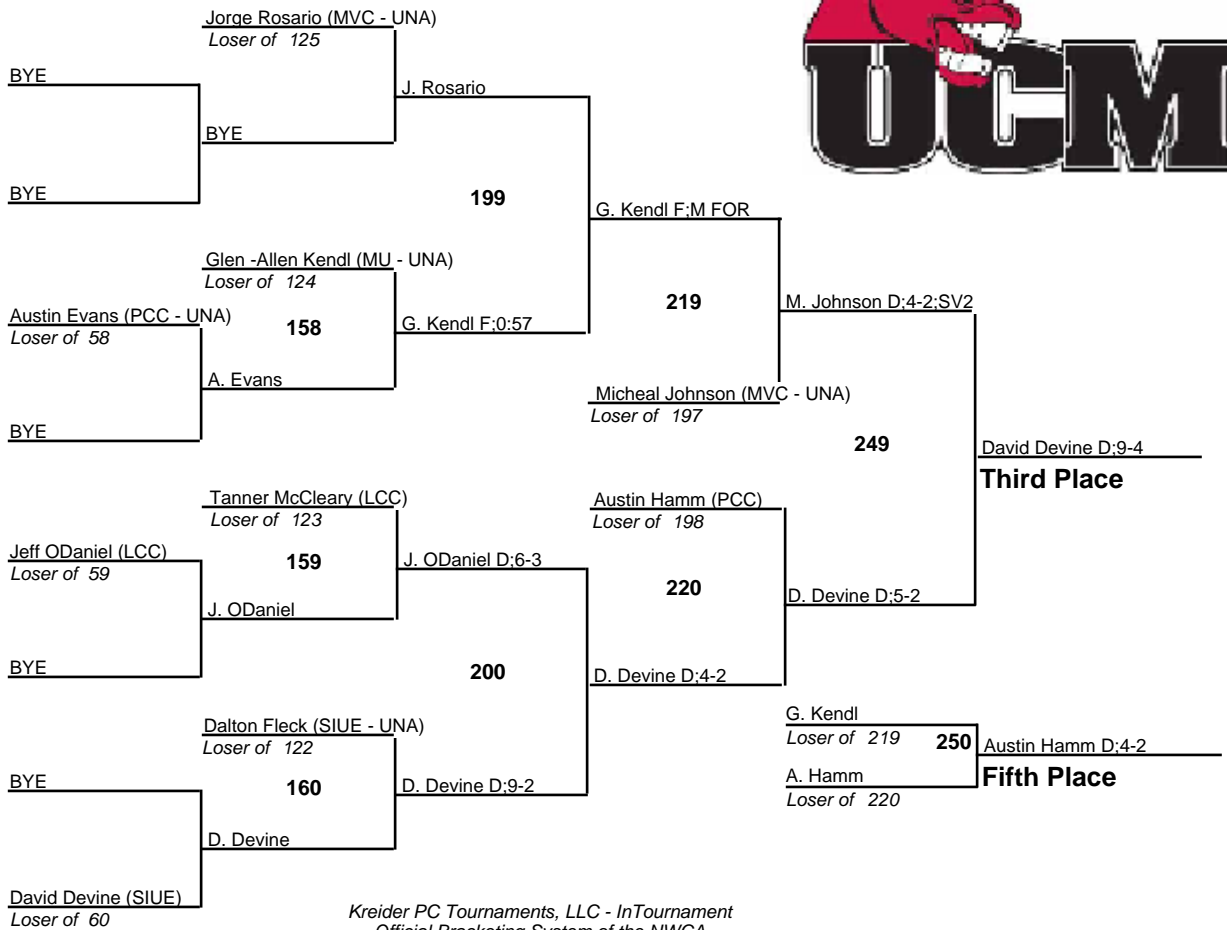 Jorge Rosario (MVC - UNA)
Loser of 125
BYE
J. Rosario
BYE
BYE
199
G. Kendl F;M FOR
Glen -Allen Kendl (MU - UNA)
Loser of 124
Austin Evans (PCC - UNA)
Loser of 58
158
G. Kendl F;0:57
219
M. Johnson D;4-2;SV2
A. Evans
Micheal Johnson (MVC - UNA)
Loser of 197
BYE
249
David Devine D;9-4
Third Place
Tanner McCleary (LCC)
Loser of 123
Austin Hamm (PCC)
Loser of 198
Jeff ODaniel (LCC)
Loser of 59
159
J. ODaniel D;6-3
220
D. Devine D;5-2
J. ODaniel
BYE
200
D. Devine D;4-2
Dalton Fleck (SIUE - UNA)
Loser of 122
G. Kendl
Loser of 219
250
Austin Hamm D;4-2
Fifth Place
A. Hamm
Loser of 220
BYE
160
D. Devine D;9-2
D. Devine
David Devine (SIUE)
Loser of 60
Kreider PC Tournaments, LLC - InTournament
Official Bracketing System of the NWCA
UCM